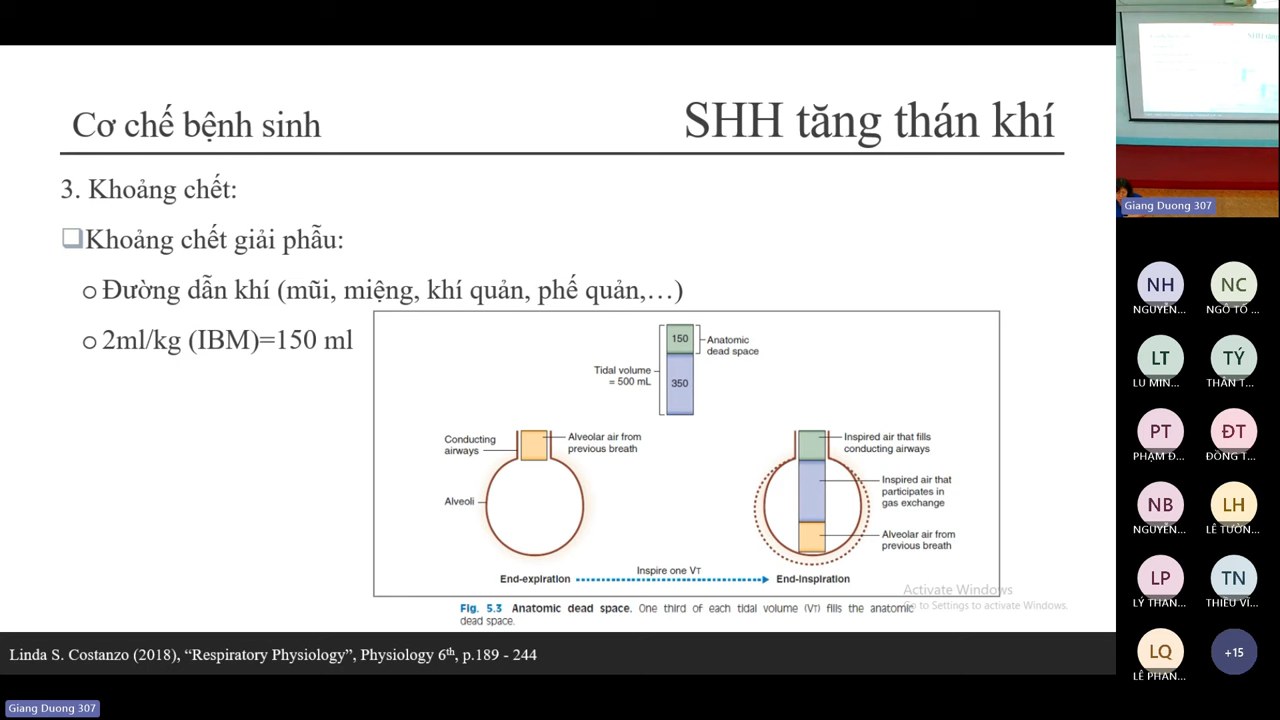 Cơ chế bệnh sinh
SHH tăng thán khí
3. Khoảng chết:
❑Khoảng chết giải phẫu:
o Đường dẫn khí (mũi, miệng, khí quản, phế quản,…)
o 2ml/kg (IBM)=150 ml
150
Anatomic
dead space
Tidal volume
= 500 mL
350
Conducting
airways
Alveolar air from
previous breath
Alveoli
Inspired air that fills
conducting airways
Inspired air that
participates in
gas exchange
Alveolar air from
previous breath
Inspire one VT
End-expiration
End-inspiration
Activate Windows
Go to Settings to activate Windows.
Fig. 5.3 Anatomic dead space. One third of each tidal volume (VT) fills the anatomic
dead space.
Linda S. Costanzo (2018), “Respiratory Physiology”, Physiology 6th, p.189 - 244
Giang Duong 307
Giang Duong 307
NH
NGUYỄN...
NC
NGÔ TỐ ...
LT
LU MIN...
TÝ
THÂN T...
PT
PHẠM Đ...
ĐT
ĐỒNG T...
NB
NGUYỄN...
LH
LÊ TƯỜN...
LP
LÝ THAN...
TN
THIỀU VĨ...
LQ
LÊ PHAN...
+15